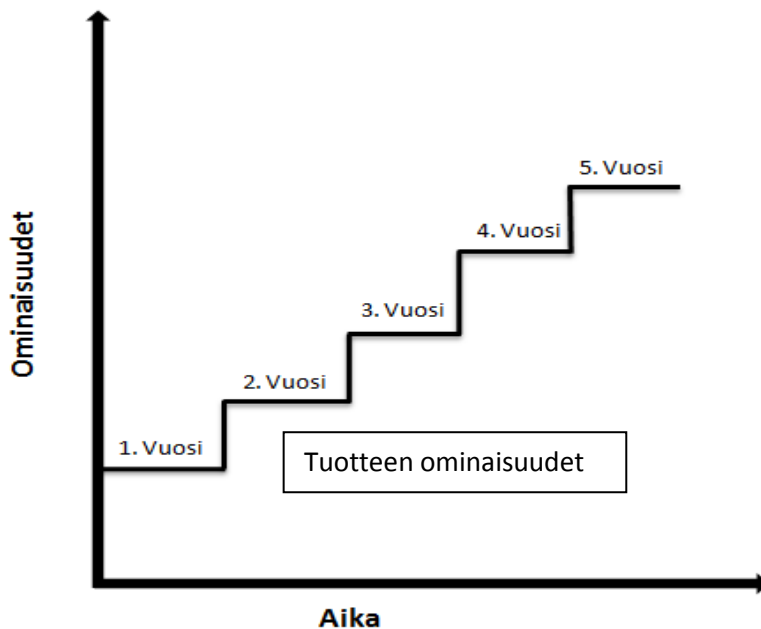 5. Vuosi
4. Vuosi
3. Vuosi
2. Vuosi
1. Vuosi
Tuotteen ominaisuudet
Ominaisuudet
Aika